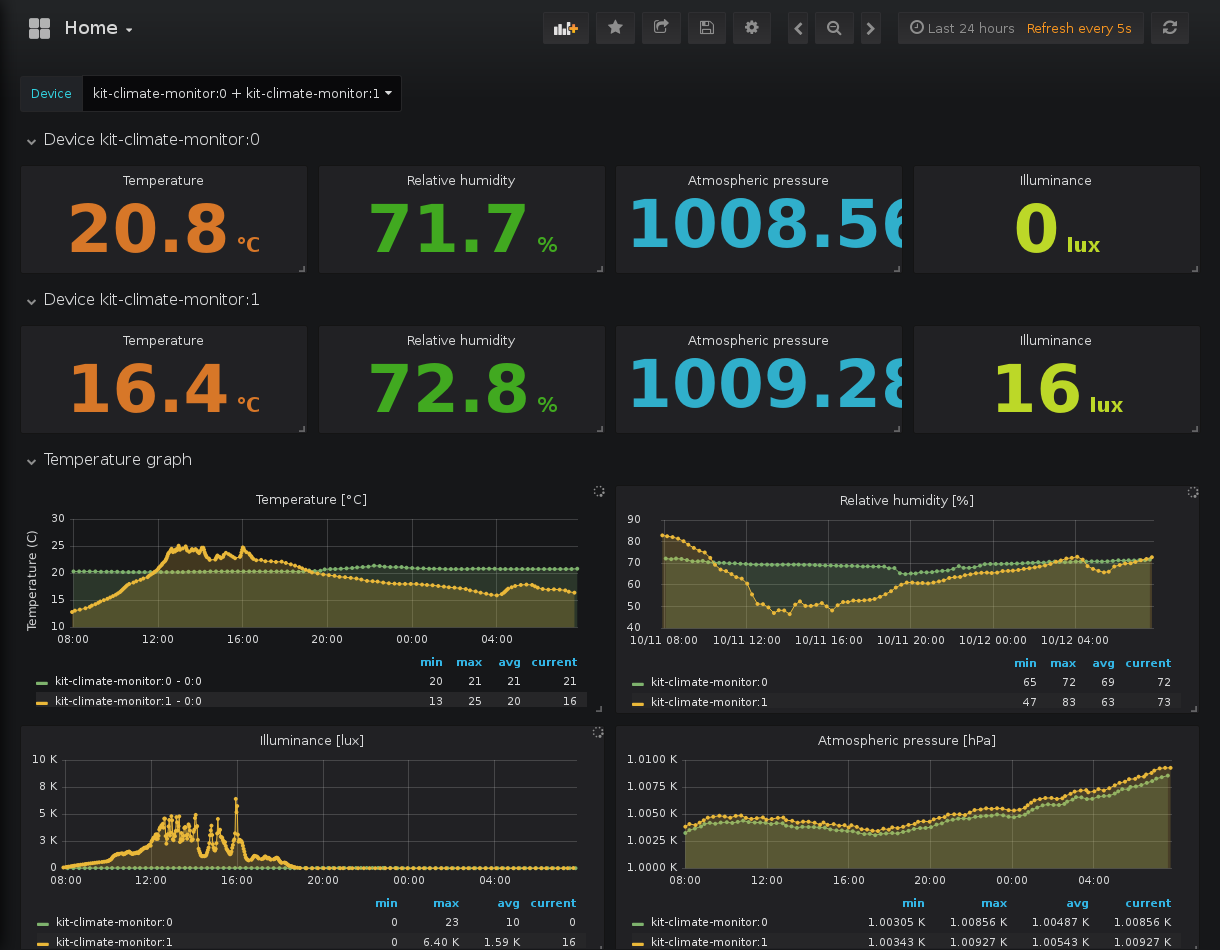 Home
Last 24 hours Refresh every 5s
Device kit-climate-monitor:0 + kit-climate-monitor:1
Device kit-climate-monitor:0
Temperature Relative humidity Atmospheric pressure Illuminance
20.8 °C 71.7 % 1008.56 0 lux
Device kit-climate-monitor:1
Temperature Relative humidity Atmospheric pressure Illuminance
16.4 °C 72.8 % 1009.28 16 lux
Temperature graph
Temperature [°C]
Temperature (C)
30
25
20
15
10
08:00 12:00 16:00 20:00 00:00 04:00
min max avg current
kit-climate-monitor:0 - 0:0 20 21 21 21
kit-climate-monitor:1 - 0:0 13 25 20 16
Relative humidity [%]
90
80
70
60
50
40
10/11 08:00 10/11 12:00 10/11 16:00 10/11 20:00 10/12 00:00 10/12 04:00
min max avg current
kit-climate-monitor:0 65 72 69 72
kit-climate-monitor:1 47 83 63 73
Illuminance [lux]
10 K
8 K
5 K
3 K
0
08:00 12:00 16:00 20:00 00:00 04:00
min max avg current
kit-climate-monitor:0 0 23 10 0
kit-climate-monitor:1 0 6.40 K 1.59 K 16
Atmospheric pressure [hPa]
1.0100 K
1.0075 K
1.0050 K
1.0025 K
1.0000 K
08:00 12:00 16:00 20:00 00:00 04:00
min max avg current
kit-climate-monitor:0 1.00305 K 1.00856 K 1.00487 K 1.00856 K
kit-climate-monitor:1 1.00343 K 1.00927 K 1.00543 K 1.00927 K